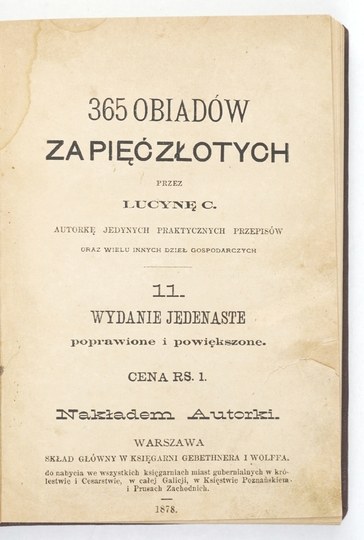 365 OBIADÓW
ZA PIĘĆ ZŁOTYCH
PRZEZ
LUCYNĘ C.
AUTORKĘ JEDYNYCH PRAKTYCZNYCH PRZEPISÓW
ORAZ WIELU INNYCH DZIEŁ GOSPODARCZYCH
11.
WYDANIE JEDENASTE
poprawione i powiększone.
CENA RS. 1.
Nakładem Autorki.
WARSZAWA
SKŁAD GŁÓWNY W KSIĘGARNI GEBETHNERA I WOLFFA,
do nabycia we wszystkich księgarniach miast gubernialnych w kró-
lestwie i Cesarstwie, w całej Galicji, w Księstwie Poznańskiem
i Prusach Zachodnich.
1878.